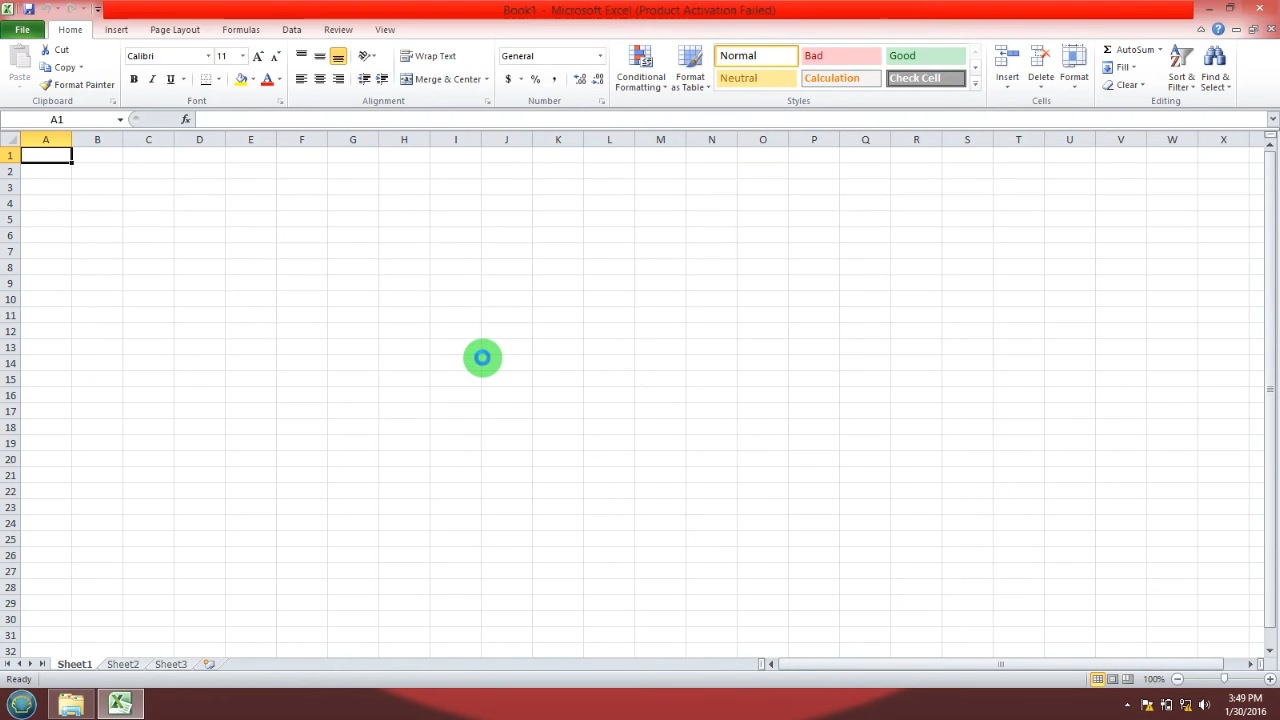 Book1 - Microsoft Excel (Product Activation Failed)
File Home Insert Page Layout Formulas Data Review View
Paste
Cut
Copy
Format Painter
Clipboard
Calibri 11
B I U
Font
Wrap Text
Merge & Center
Alignment
General
$ % ,
Number
Conditional Formatting
Format as Table
Normal Bad Good
Neutral Calculation Check Cell
Styles
Insert Delete Format
Cells
AutoSum
Fill
Clear
Sort & Filter
Find & Select
Editing
A1 fx
A B C D E F G H I J K L M N O P Q R S T U V W X
1
2
3
4
5
6
7
8
9
10
11
12
13
14
15
16
17
18
19
20
21
22
23
24
25
26
27
28
29
30
31
32
Sheet1 Sheet2 Sheet3
Ready 100%
3:49 PM
1/30/2016